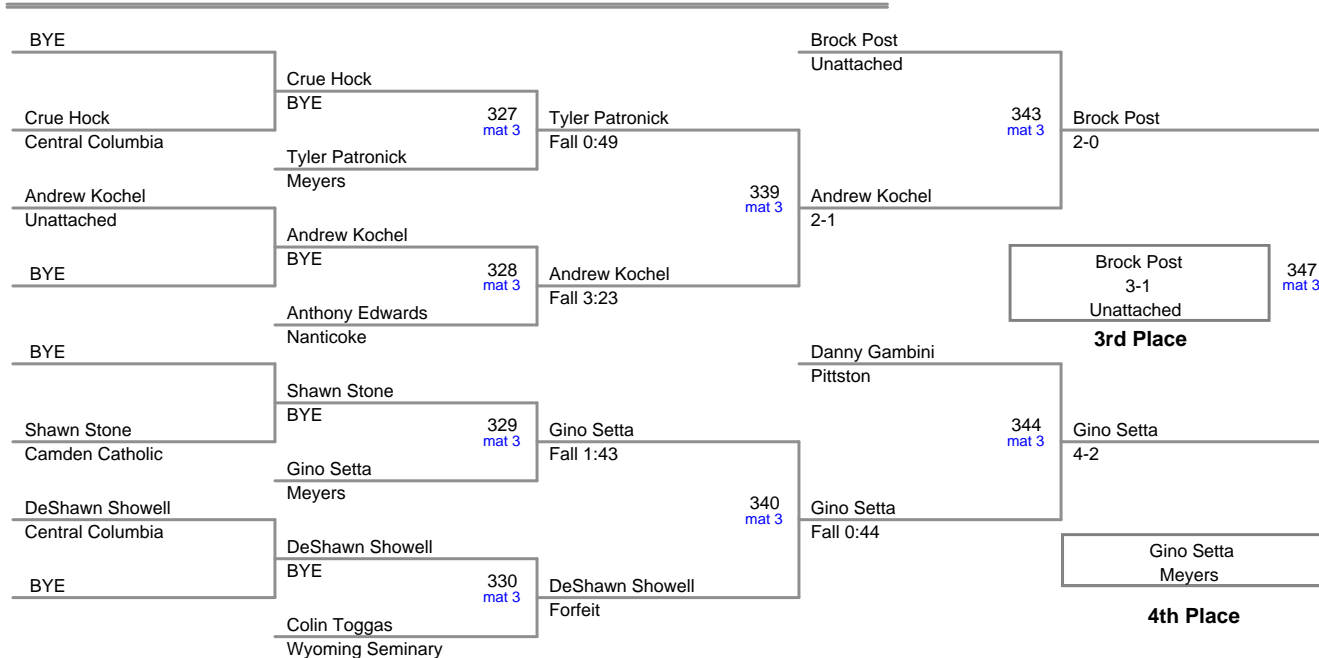 BYE
Crue Hock
Central Columbia
Andrew Kochel
Unattached
BYE
BYE
Shawn Stone
Camden Catholic
DeShawn Showell
Central Columbia
BYE
Crue Hock
BYE
327
mat 3
Tyler Patronick
Meyers
Andrew Kochel
BYE
328
mat 3
Anthony Edwards
Nanticoke
Shawn Stone
BYE
329
mat 3
Gino Setta
Meyers
DeShawn Showell
BYE
330
mat 3
Colin Toggas
Wyoming Seminary
Tyler Patronick
Fall 0:49
339
mat 3
Andrew Kochel
Fall 3:23
Gino Setta
Fall 1:43
340
mat 3
DeShawn Showell
Forfeit
Brock Post
Unattached
343
mat 3
Andrew Kochel
2-1
Danny Gambini
Pittston
344
mat 3
Gino Setta
Fall 0:44
Brock Post
2-0
Brock Post
3-1
Unattached
347
mat 3
3rd Place
Gino Setta
4-2
Gino Setta
Meyers
4th Place